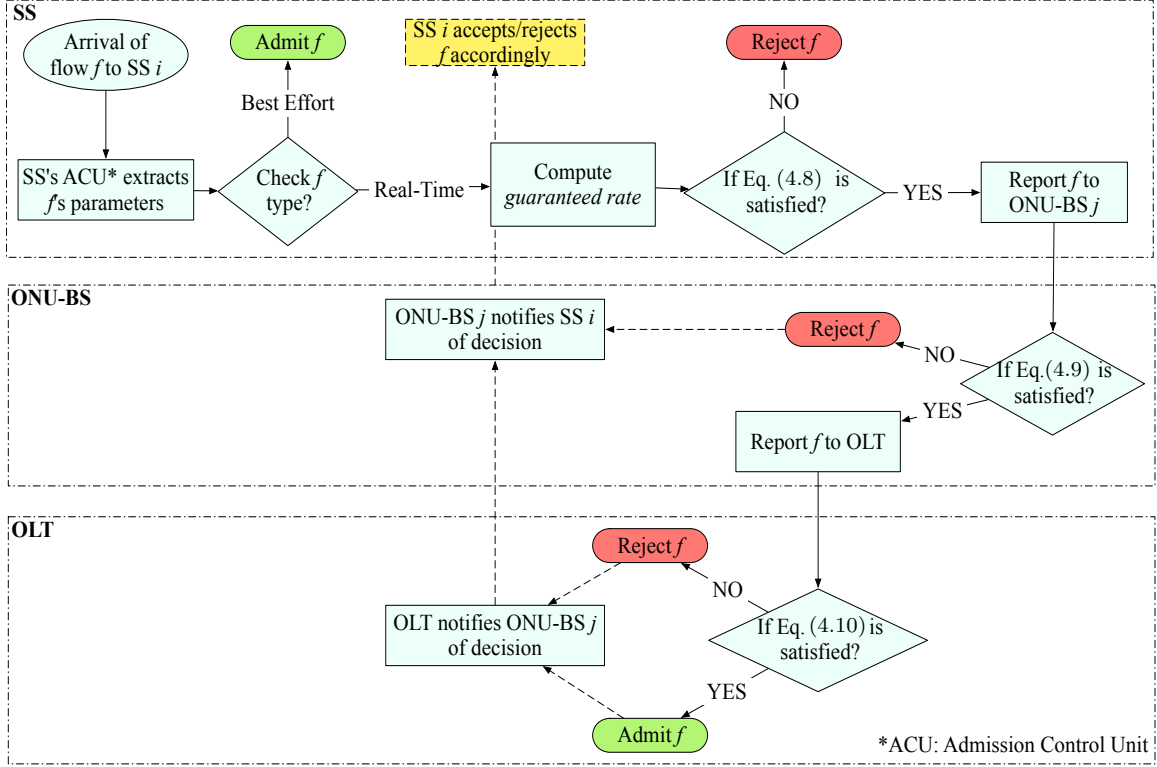 SS
Arrival of
flow f to SS i
Admit f
SS i accepts/rejects
f accordingly
Reject f
Best Effort
NO
SS's ACU* extracts
f's parameters
Check f
type?
Real-Time
Compute
guaranteed rate
If Eq. (4.8) is
satisfied?
YES
Report f to
ONU-BS j
ONU-BS
ONU-BS j notifies SS i
of decision
Reject f
NO
If Eq.(4.9) is
satisfied?
YES
Report f to OLT
OLT
Reject f
NO
OLT notifies ONU-BS j
of decision
If Eq. (4.10) is
satisfied?
YES
Admit f
*ACU: Admission Control Unit